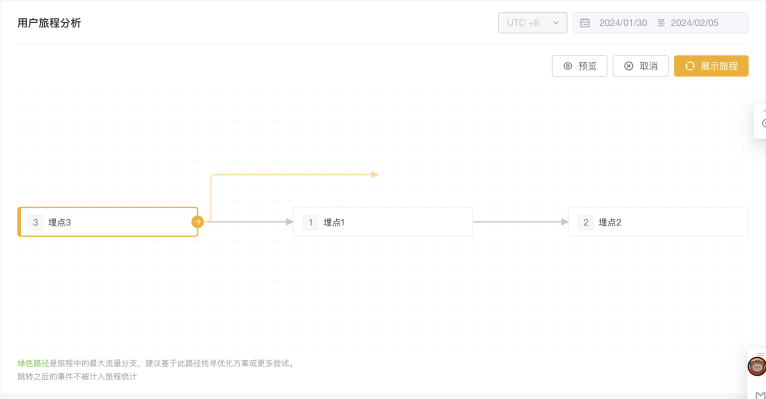 用户旅程分析
UTC +8
2024/01/30 至 2024/02/05
预览
取消
展示旅程
3 埋点3
1 埋点1
2 埋点2
绿色路径是旅程中的最大流量分支，建议基于此路径找寻优化方案或更多尝试。
跳转之后的事件不被计入旅程统计